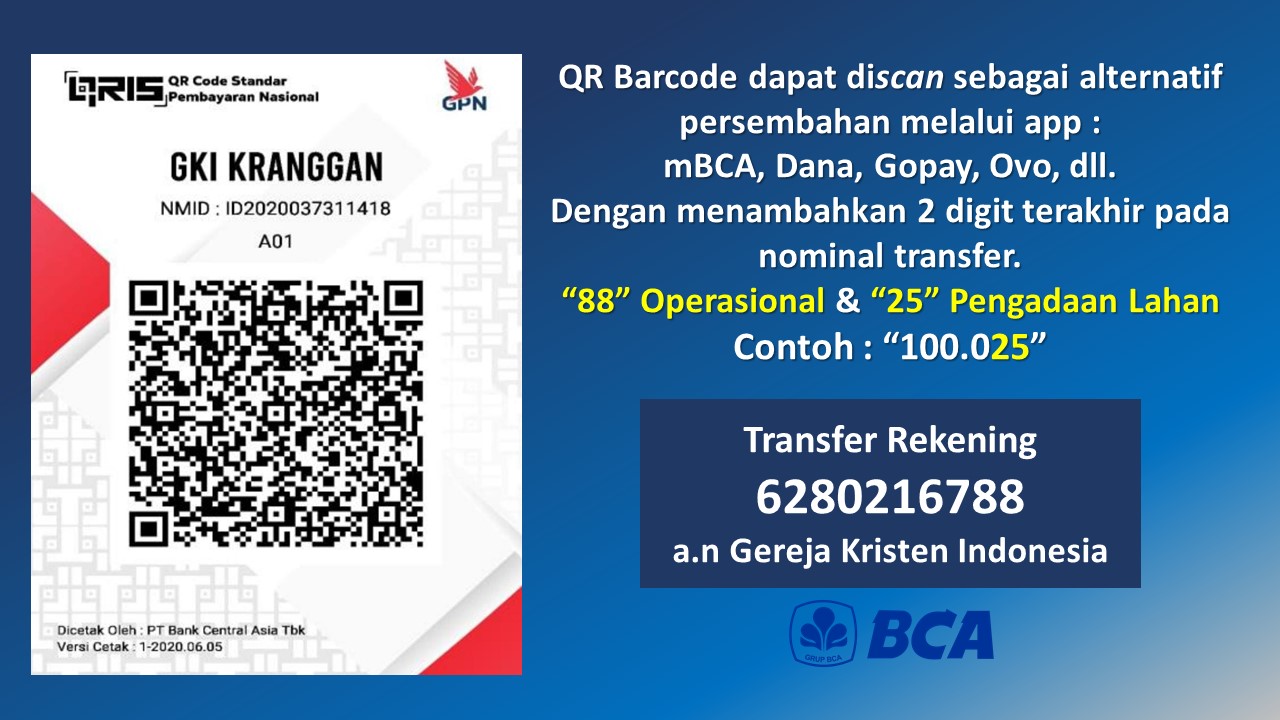 QRIS QR Code Standar
Pembayaran Nasional
GPN
GKI KRANGGAN
NMID : ID2020037311418
A01
Dicetak Oleh : PT Bank Central Asia Tbk
Versi Cetak : 1-2020.06.05
QR Barcode dapat discan sebagai alternatif
persembahan melalui app :
mBCA, Dana, Gopay, Ovo, dll.
Dengan menambahkan 2 digit terakhir pada
nominal transfer.
“88” Operasional & “25” Pengadaan Lahan
Contoh : “100.025”
Transfer Rekening
6280216788
a.n Gereja Kristen Indonesia
GRUP BCA
BCA